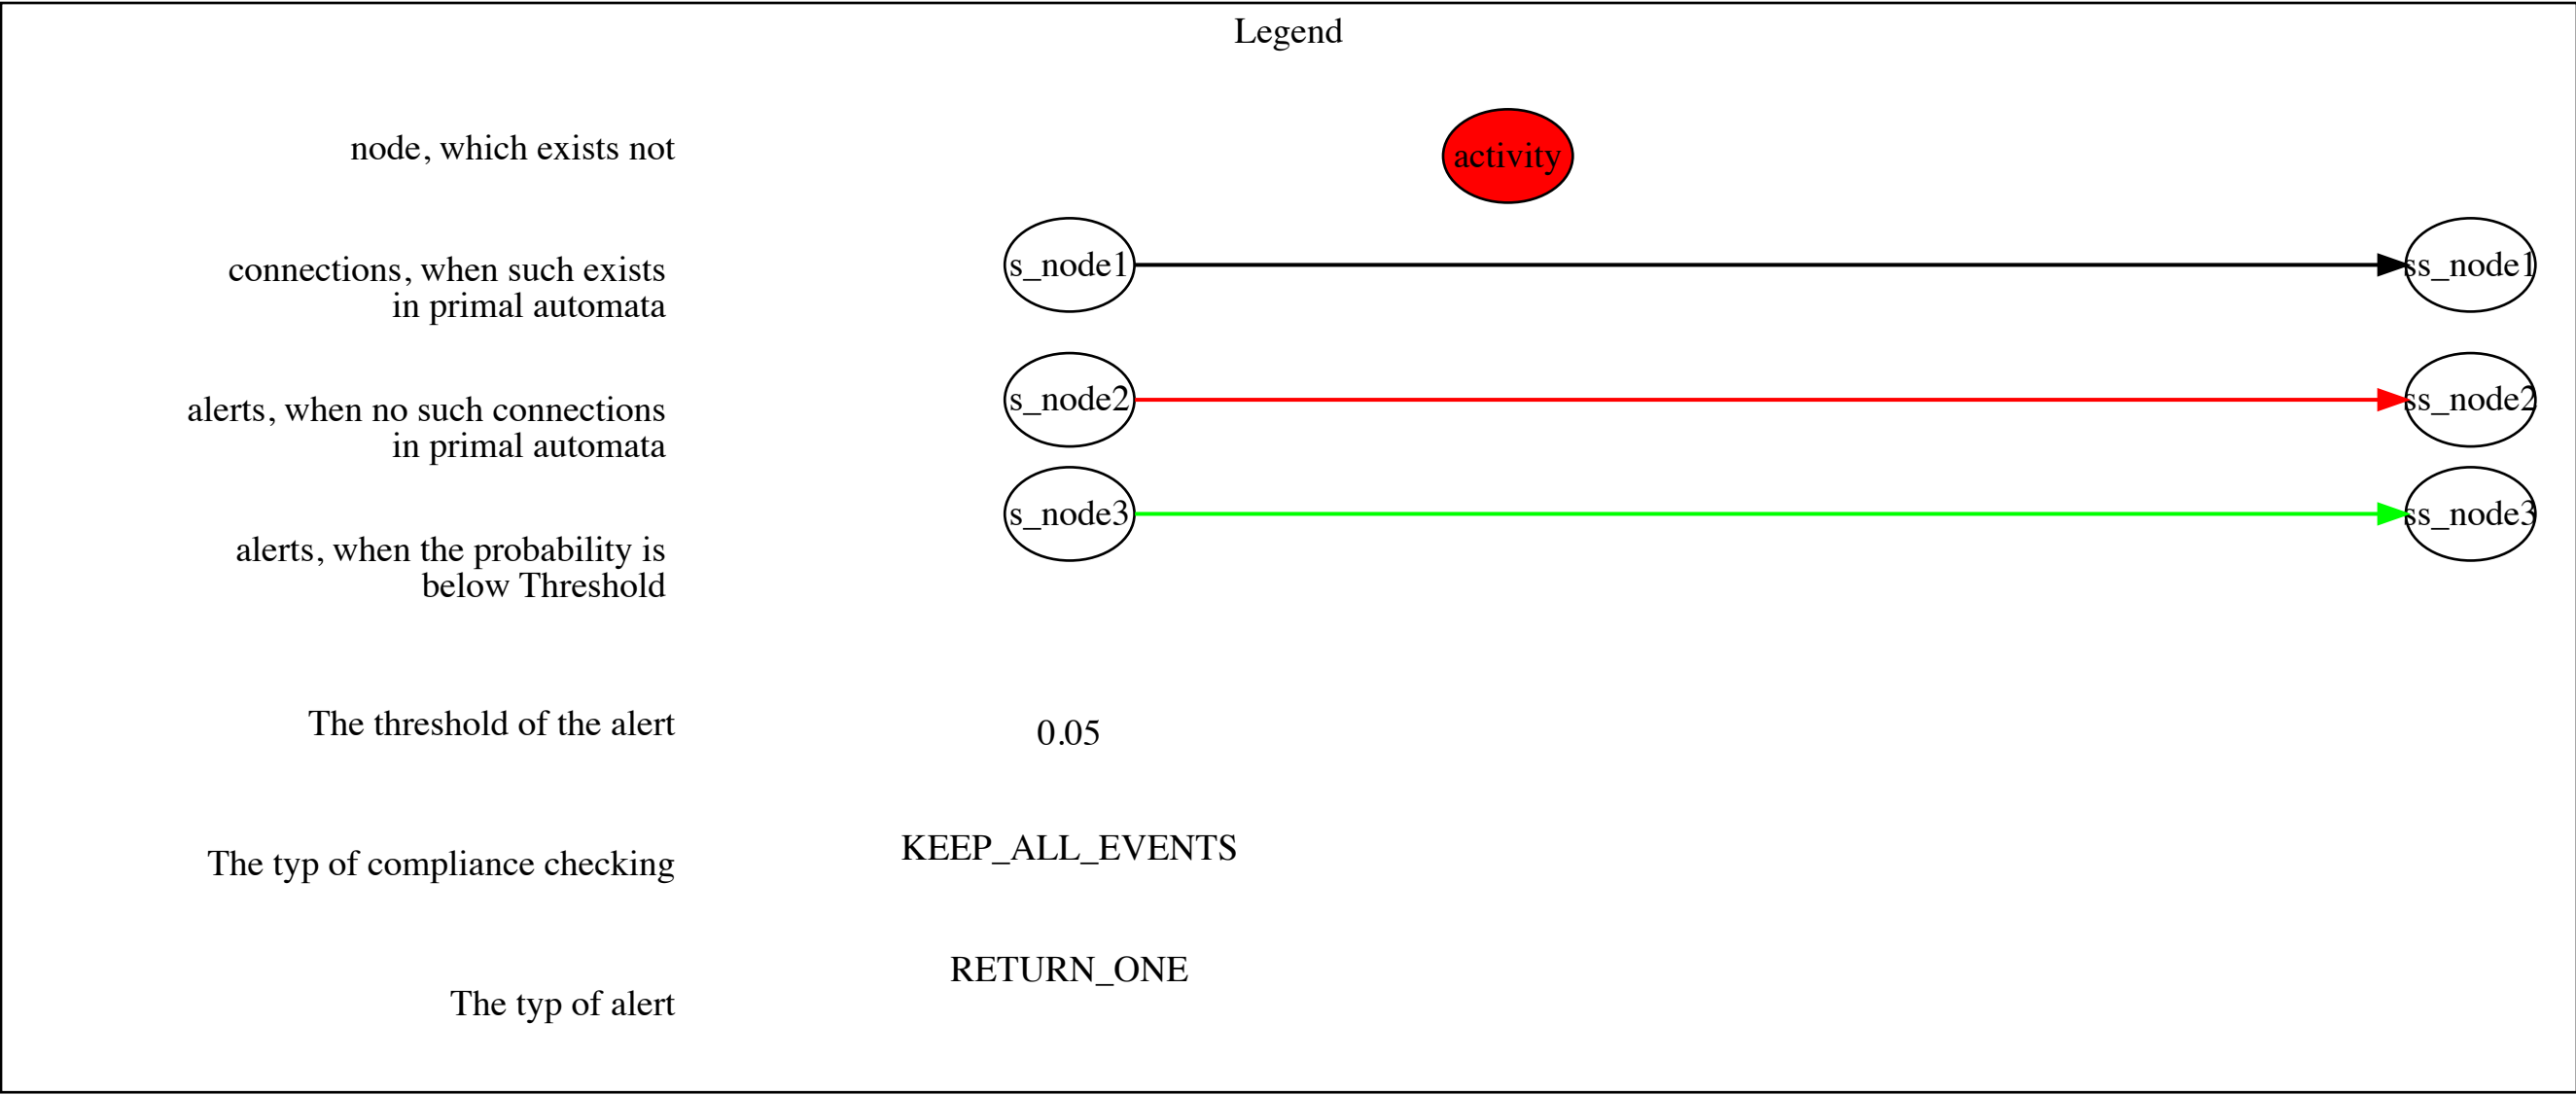 Legend
node, which exists not
activity
connections, when such exists
in primal automata
s_node1
ss_node1
alerts, when no such connections
in primal automata
s_node2
ss_node2
alerts, when the probability is
below Threshold
s_node3
ss_node3
The threshold of the alert
0.05
The typ of compliance checking
KEEP_ALL_EVENTS
The typ of alert
RETURN_ONE